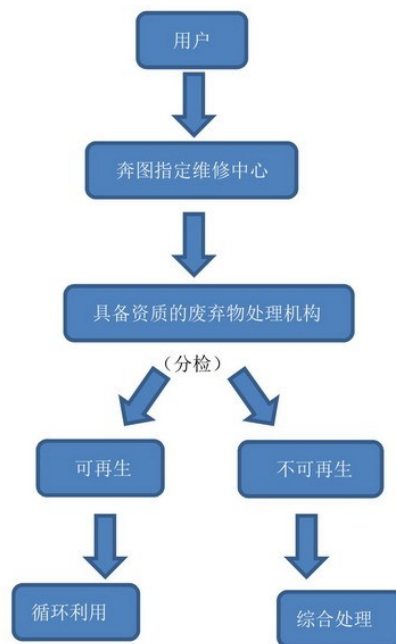 用户
奔图指定维修中心
具备资质的废弃物处理机构
（分检）
可再生
不可再生
循环利用
综合处理